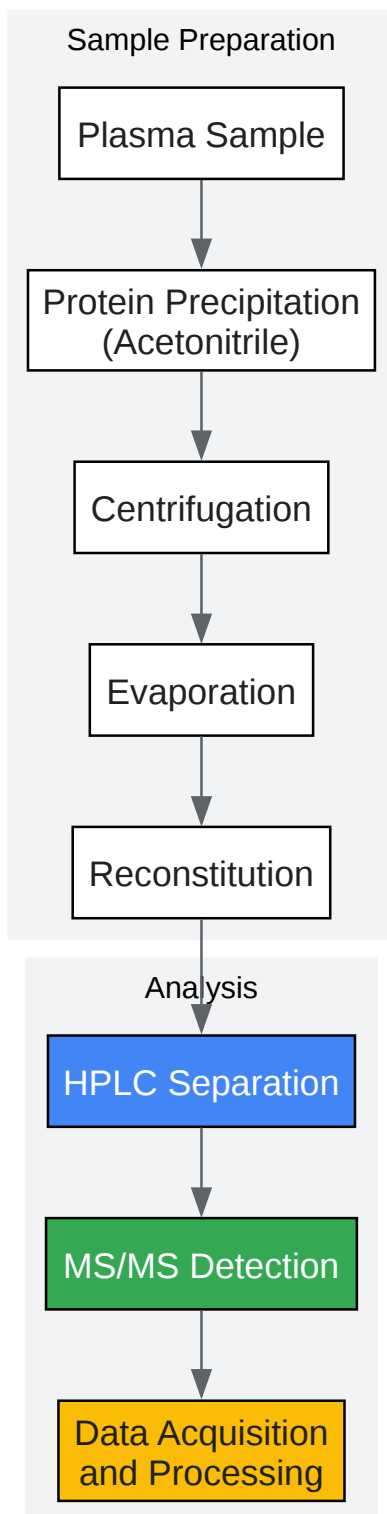 Sample Preparation
Plasma Sample
Protein Precipitation
(Acetonitrile)
Centrifugation
Evaporation
Reconstitution
Analysis
HPLC Separation
MS/MS Detection
Data Acquisition
and Processing